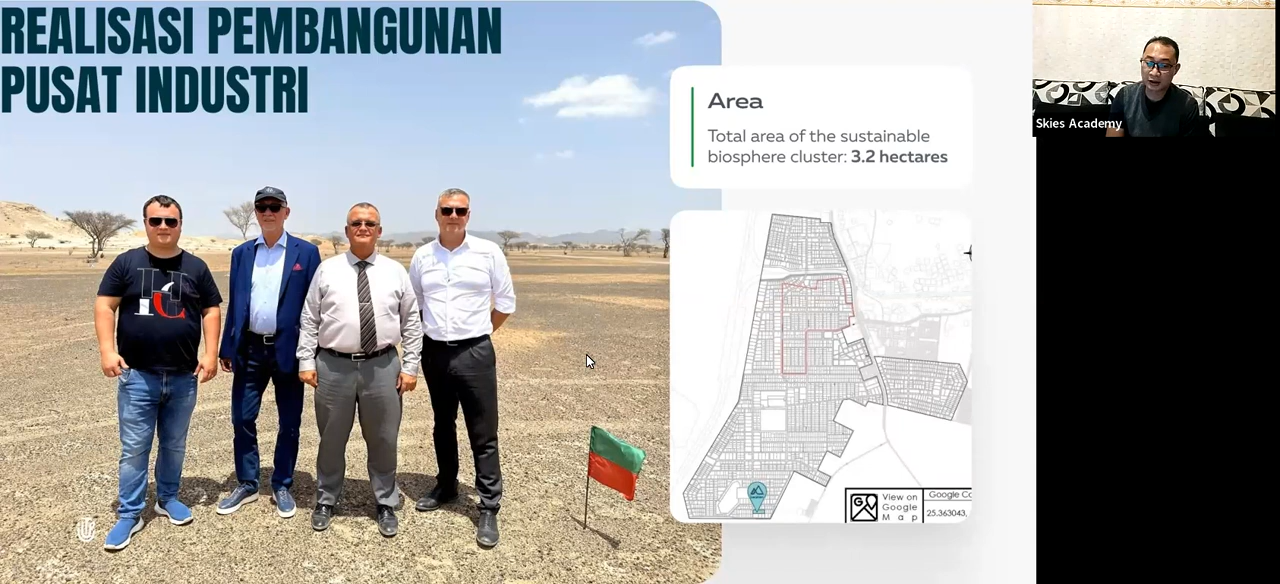 REALISASI PEMBANGUNAN
PUSAT INDUSTRI
Area
Total area of the sustainable
biosphere cluster: 3.2 hectares
View on
Google
Map
Google Co
25.363043,
Skies Academy